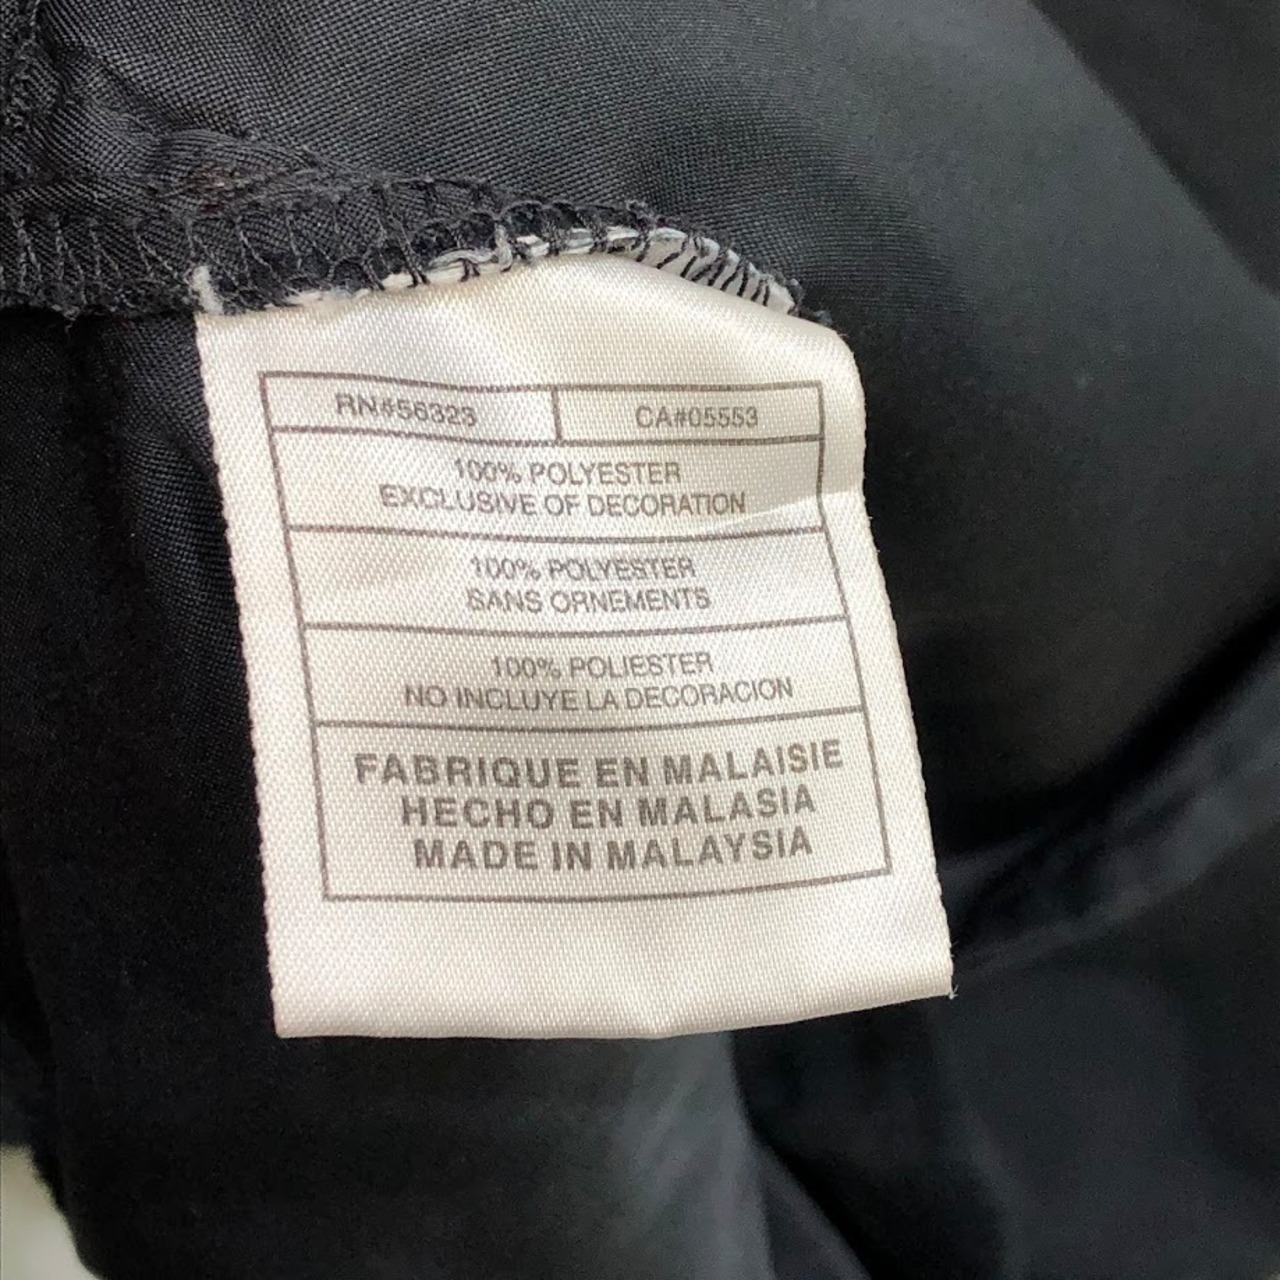 RN#56323
CA#05553
100% POLYESTER
EXCLUSIVE OF DECORATION
100% POLYESTER
SANS ORNEMENTS
100% POLIESTER
NO INCLUYE LA DECORACION
FABRIQUE EN MALAISIE
HECHO EN MALASIA
MADE IN MALAYSIA